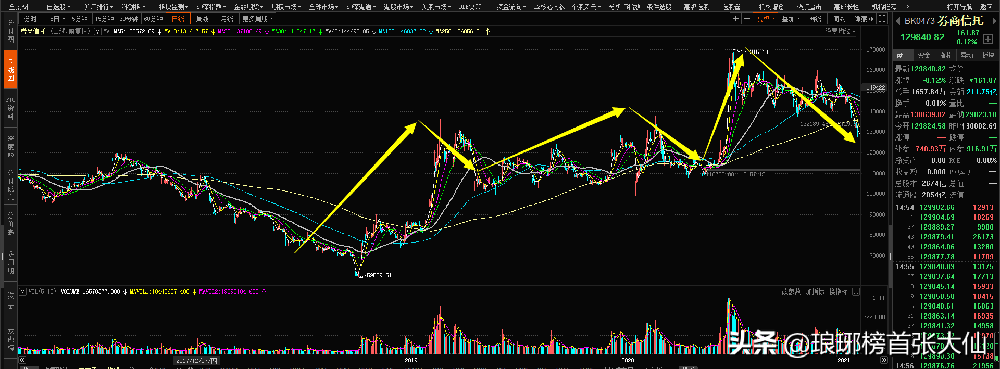 全景图 自选股 沪深排行 科创板 板块监测 沪深指数 金融期货 期权市场 全球市场 沪深港通 港股市场 美股市场 DDE决策 资金流向 L2核心内参 个股风云 分析师指数 条件选股 高级选股 选股器 机构增仓 热点追击 高成长性 机构推荐 >> 打开导航 返回
分时 5日 5分钟 15分钟 30分钟 60分钟 日线 周线 月线 更多周期 + － 复权 叠加 画线 简约 隐藏
券商信托 (日线,前复权) ? MA MA5:128572.89 ↓ MA10:131617.57 ↓ MA20:137188.69 ↓ MA30:141847.17 ↓ MA60:144698.05 ↓ MA120:146837.32 ↓ MA250:136056.51 ↑ 设置均线
分时图
K线图
F10资料
深度F9
分时成交
分价表
多周期
资金
龙虎榜
170315.14
59559.51
110783.80-112157.12
170000
160000
149422
140000
130000
120000
110000
100000
90000
80000
70000
? VOL(5,10) VOLUME:16578377.000 ↓ MAVOL1:18445687.400 ↓ MAVOL2:19090184.600 ↑ 改参数 加指标 换指标
1.11
7220.00
2017/12/07/四 2019 2020 2021
BK0473 券商信托
129840.82 -161.87 -0.12%
盘口 资金 指数 异动 板块
最新 129840.82 均价 —
涨幅 -0.12% 涨跌 ▼161.87
总手 1657.84万 金额 211.75亿
换手 0.81% 量比 —
最高 130639.02 最低 129023.18
今开 129824.58 昨收 130002.69
涨停 — 跌停 —
外盘 740.93万 内盘 916.91万
净资产 0.00 ROE 0.00%
收益㈣ 0.000 PE(动) —
总股本 2674亿 总值 —
流通股 2054亿 流值 —
14:54 129902.66 12913
:31 129904.69 18269
:37 129889.27 9900
:43 129879.41 26173
:49 129864.06 13280
:55 129877.78 11709
14:55 129848.89 13175
:07 129837.64 17713
:13 129845.14 15933
:19 129850.50 10415
:25 129848.61 16863
:31 129863.14 16935
:37 129841.32 14958
14:56 129876.76 21956
头条 @琅琊榜首张大仙